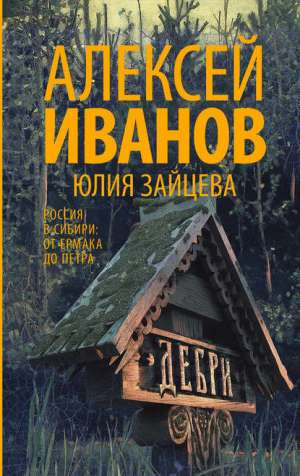 АЛЕКСЕЙ
ИВАНОВ
ЮЛИЯ ЗАЙЦЕВА
РОССИЯ
В СИБИРИ:
ОТ ЕРМАКА
ДО ПЕТРА
ДЕБРИ